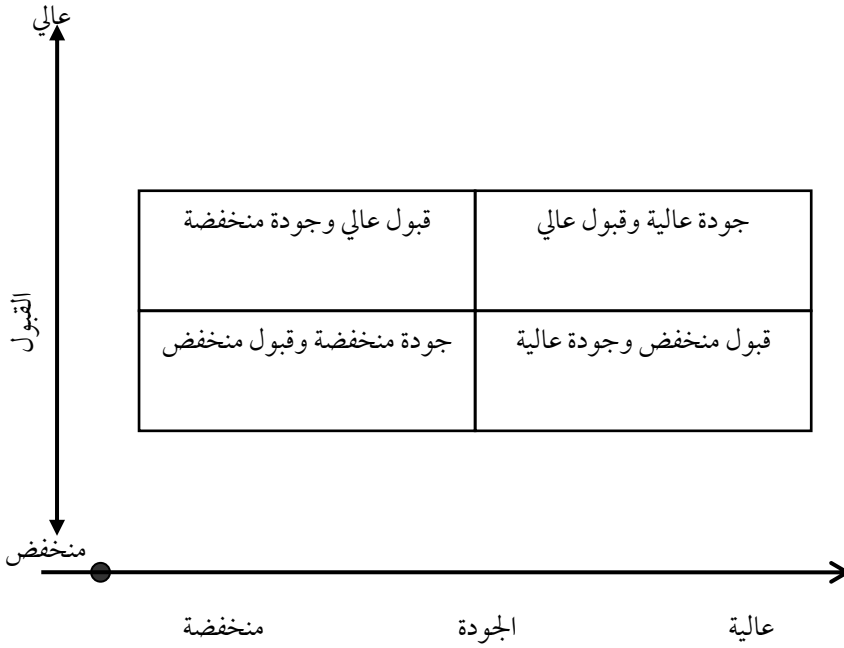 عالي
جودة عالية وقبول عالي
قبول عالي وجودة منخفضة
القبول
قبول منخفض وجودة عالية
جودة منخفضة وقبول منخفض
منخفض
عالية
الجودة
منخفضة